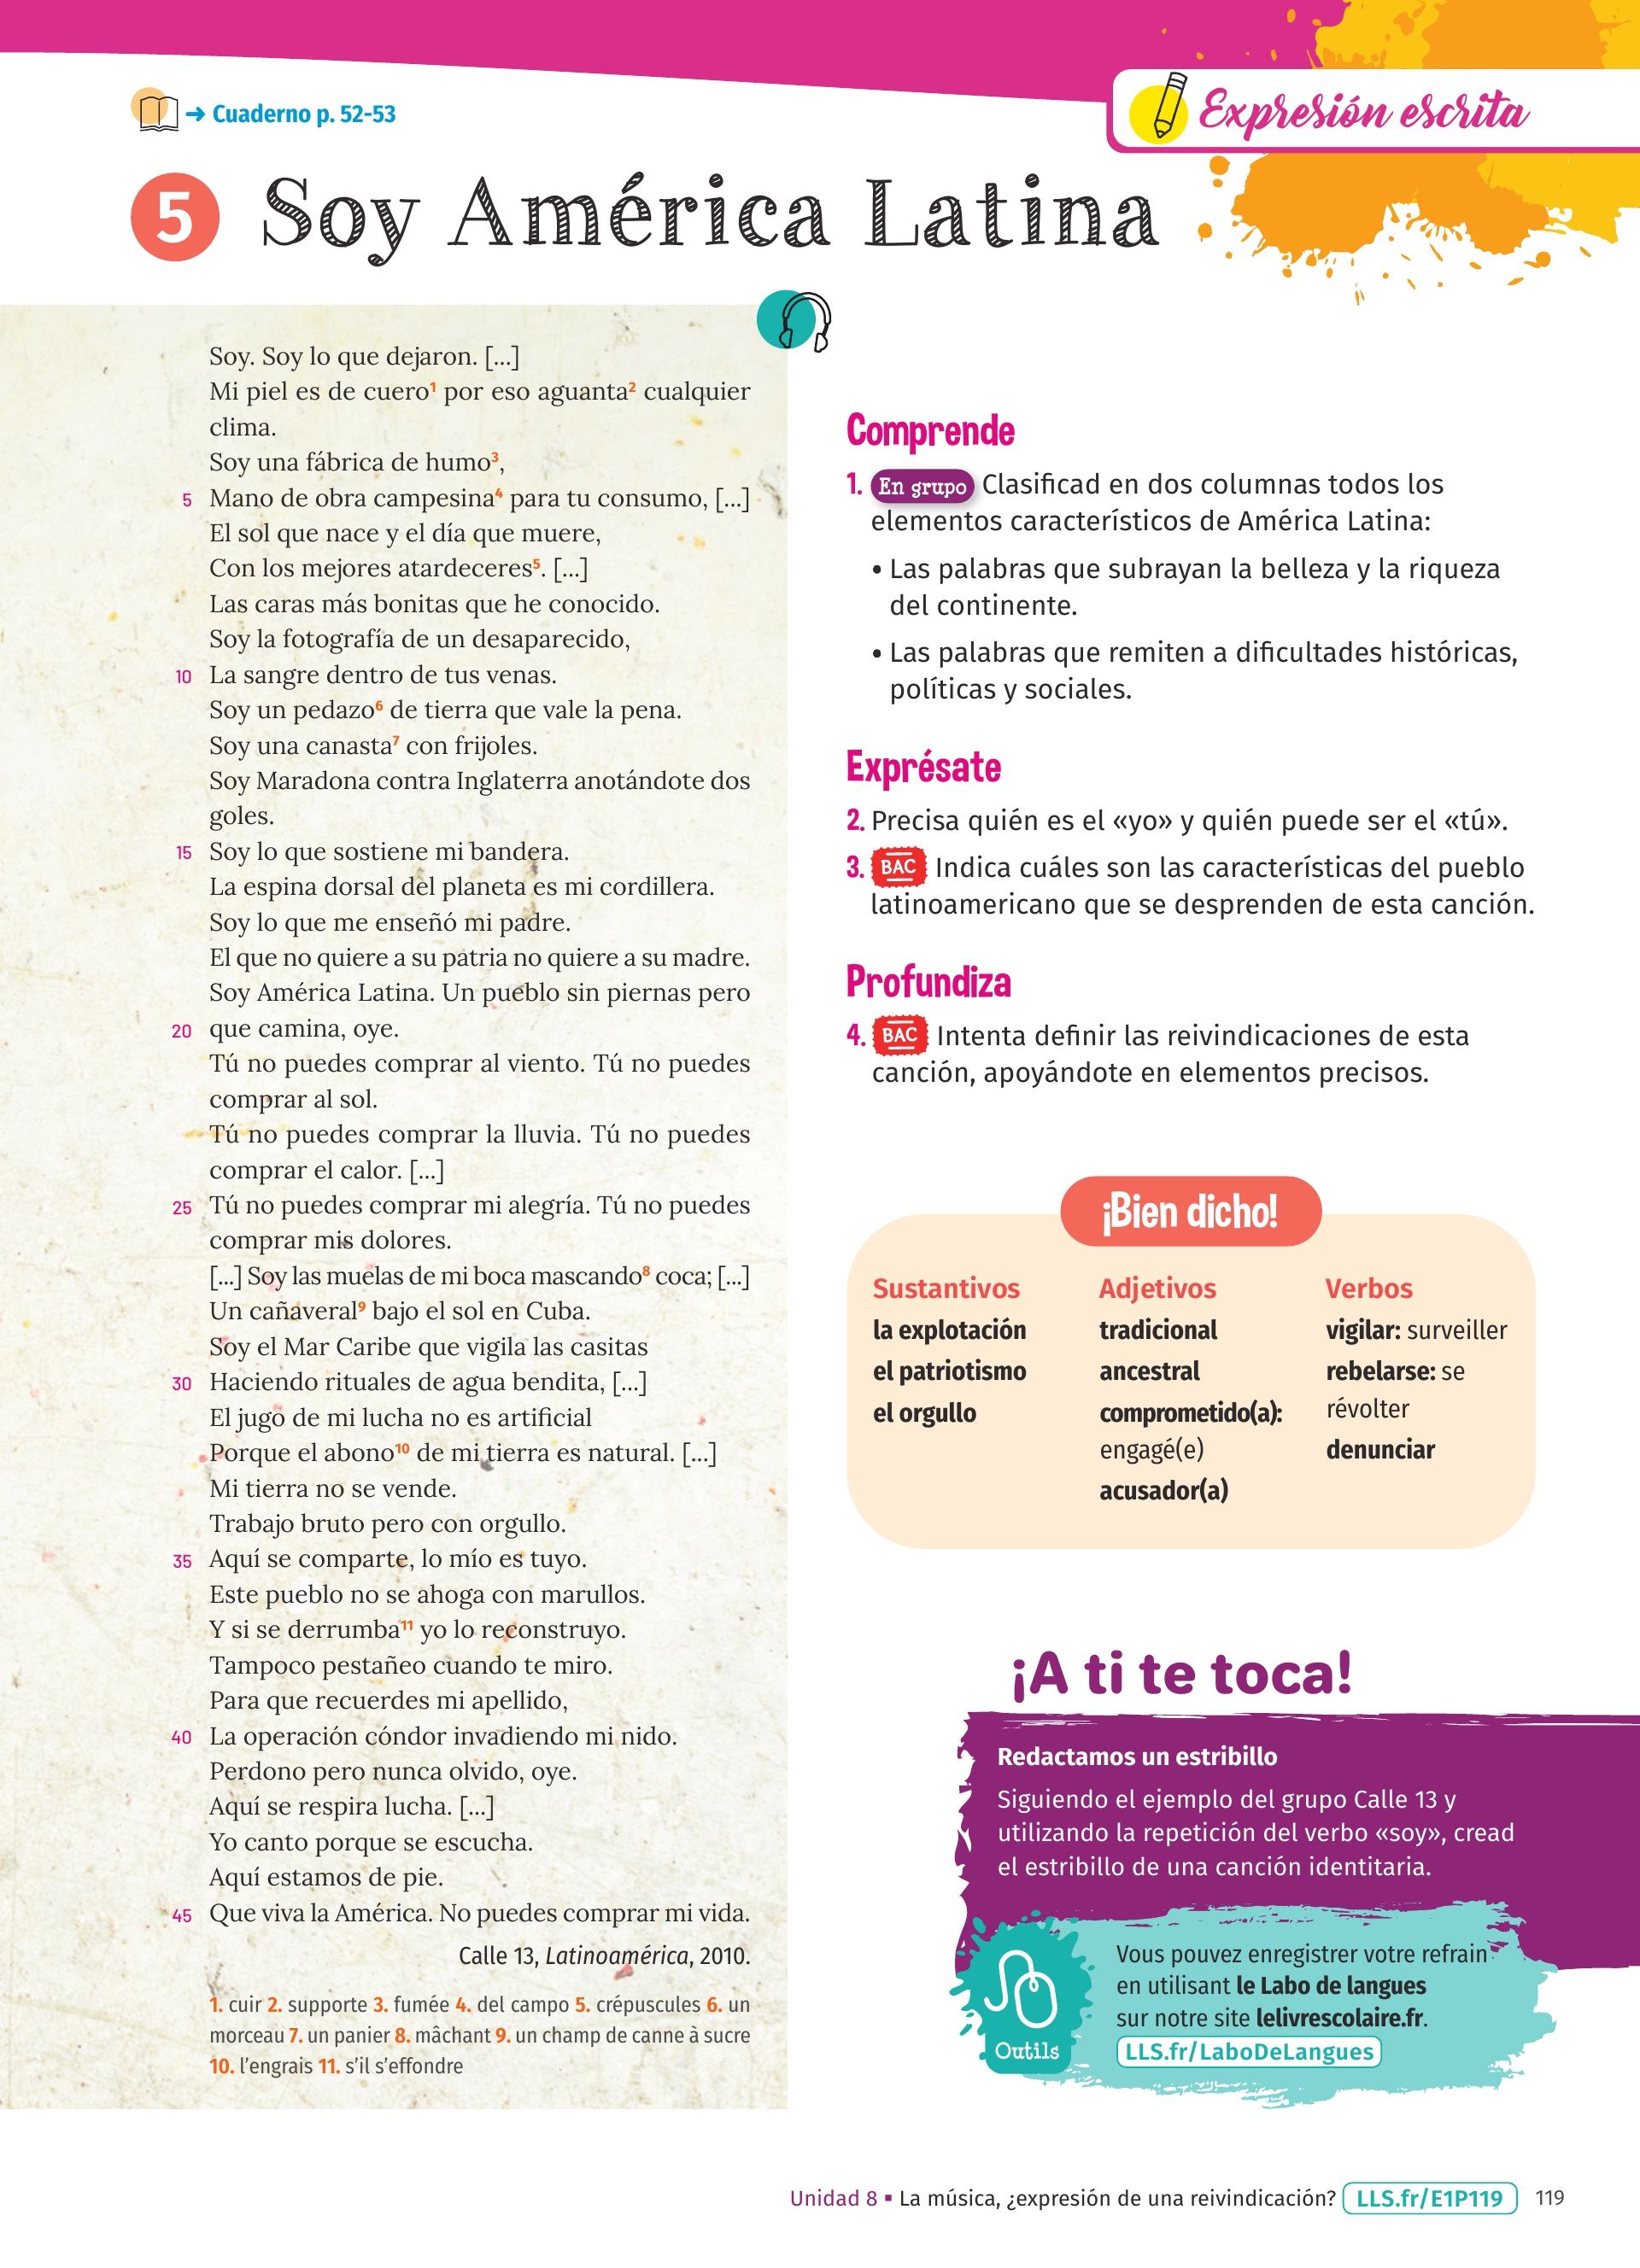 ➜ Cuaderno p. 52-53
Expresión escrita
5 Soy América Latina
Soy. Soy lo que dejaron. [...]
Mi piel es de cuero¹ por eso aguanta² cualquier
clima.
Soy una fábrica de humo³,
5 Mano de obra campesina⁴ para tu consumo, [...]
El sol que nace y el día que muere,
Con los mejores atardeceres⁵. [...]
Las caras más bonitas que he conocido.
Soy la fotografía de un desaparecido,
10 La sangre dentro de tus venas.
Soy un pedazo⁶ de tierra que vale la pena.
Soy una canasta⁷ con frijoles.
Soy Maradona contra Inglaterra anotándote dos
goles.
15 Soy lo que sostiene mi bandera.
La espina dorsal del planeta es mi cordillera.
Soy lo que me enseñó mi padre.
El que no quiere a su patria no quiere a su madre.
Soy América Latina. Un pueblo sin piernas pero
20 que camina, oye.
Tú no puedes comprar al viento. Tú no puedes
comprar al sol.
Tú no puedes comprar la lluvia. Tú no puedes
comprar el calor. [...]
25 Tú no puedes comprar mi alegría. Tú no puedes
comprar mis dolores.
[...] Soy las muelas de mi boca mascando⁸ coca; [...]
Un cañaveral⁹ bajo el sol en Cuba.
Soy el Mar Caribe que vigila las casitas
30 Haciendo rituales de agua bendita, [...]
El jugo de mi lucha no es artificial
Porque el abono¹⁰ de mi tierra es natural. [...]
Mi tierra no se vende.
Trabajo bruto pero con orgullo.
35 Aquí se comparte, lo mío es tuyo.
Este pueblo no se ahoga con marullos.
Y si se derrumba¹¹ yo lo reconstruyo.
Tampoco pestañeo cuando te miro.
Para que recuerdes mi apellido,
40 La operación cóndor invadiendo mi nido.
Perdono pero nunca olvido, oye.
Aquí se respira lucha. [...]
Yo canto porque se escucha.
Aquí estamos de pie.
45 Que viva la América. No puedes comprar mi vida.
Calle 13, Latinoamérica, 2010.
1. cuir 2. supporte 3. fumée 4. del campo 5. crépuscules 6. un
morceau 7. un panier 8. mâchant 9. un champ de canne à sucre
10. l'engrais 11. s'il s'effondre
Comprende
1. En grupo Clasificad en dos columnas todos los
elementos característicos de América Latina:
• Las palabras que subrayan la belleza y la riqueza
del continente.
• Las palabras que remiten a dificultades históricas,
políticas y sociales.
Exprésate
2. Precisa quién es el «yo» y quién puede ser el «tú».
3. BAC Indica cuáles son las características del pueblo
latinoamericano que se desprenden de esta canción.
Profundiza
4. BAC Intenta definir las reivindicaciones de esta
canción, apoyándote en elementos precisos.
¡Bien dicho!
Sustantivos
la explotación
el patriotismo
el orgullo
Adjetivos
tradicional
ancestral
comprometido(a):
engagé(e)
acusador(a)
Verbos
vigilar: surveiller
rebelarse: se
révolter
denunciar
¡A ti te toca!
Redactamos un estribillo
Siguiendo el ejemplo del grupo Calle 13 y
utilizando la repetición del verbo «soy», cread
el estribillo de una canción identitaria.
Outils
Vous pouvez enregistrer votre refrain
en utilisant le Labo de langues
sur notre site lelivrescolaire.fr.
LLS.fr/LaboDeLangues
Unidad 8 ▪ La música, ¿expresión de una reivindicación? LLS.fr/E1P119 119